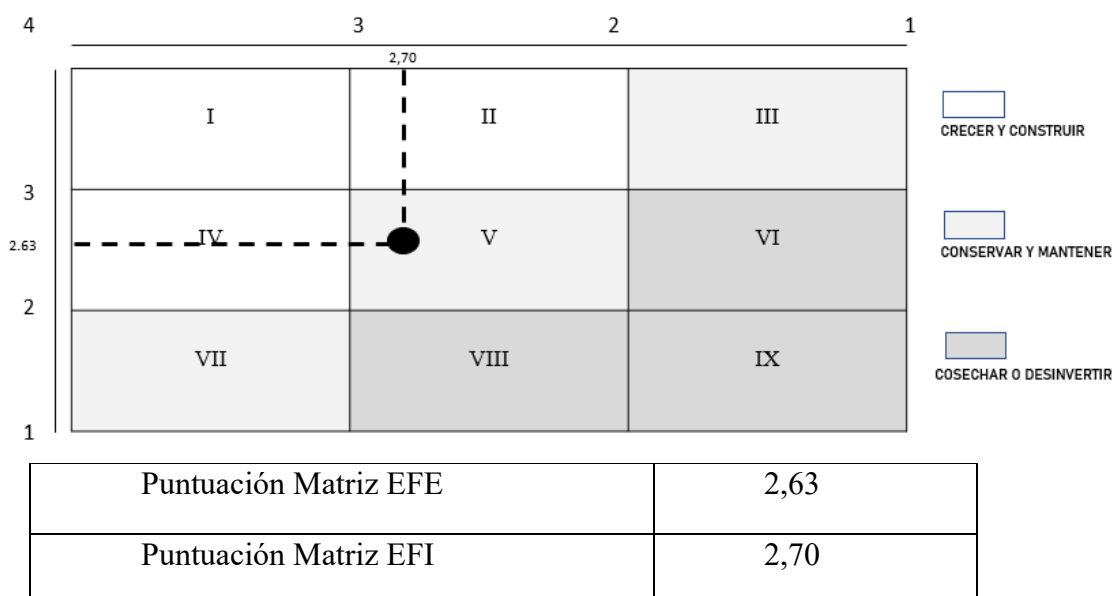 4 3 2 1
2,70
I II III
CRECER Y CONSTRUIR
3
2.63 IV V VI
CONSERVAR Y MANTENER
2
VII VIII IX
COSECHAR O DESINVERTIR
1
Puntuación Matriz EFE 2,63
Puntuación Matriz EFI 2,70